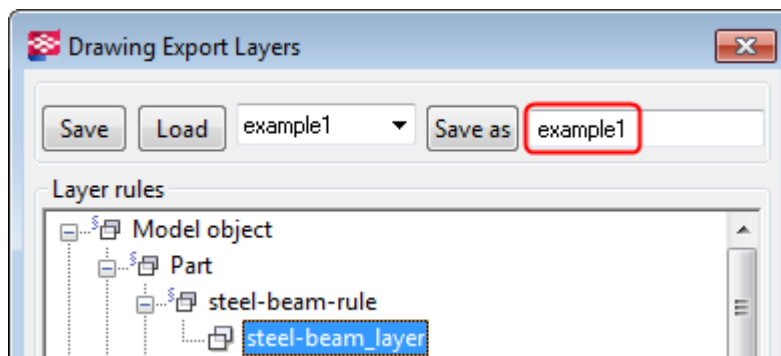 Drawing Export Layers
Save Load example1 Save as example1
Layer rules
Model object
Part
steel-beam-rule
steel-beam_layer